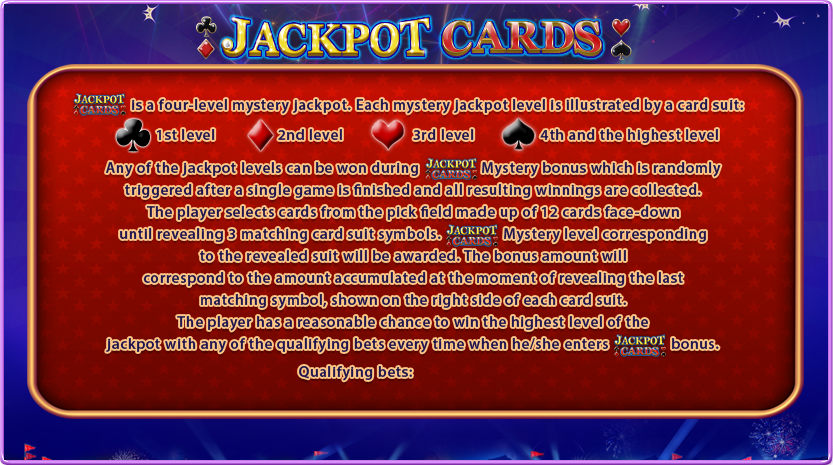 JACKPOT CARDS
JACKPOT CARDS is a four-level mystery jackpot. Each mystery jackpot level is illustrated by a card suit:
1st level 2nd level 3rd level 4th and the highest level
Any of the jackpot levels can be won during JACKPOT CARDS Mystery bonus which is randomly
triggered after a single game is finished and all resulting winnings are collected.
The player selects cards from the pick field made up of 12 cards face-down
until revealing 3 matching card suit symbols. JACKPOT CARDS Mystery level corresponding
to the revealed suit will be awarded. The bonus amount will
correspond to the amount accumulated at the moment of revealing the last
matching symbol, shown on the right side of each card suit.
The player has a reasonable chance to win the highest level of the
Jackpot with any of the qualifying bets every time when he/she enters JACKPOT CARDS bonus.
Qualifying bets: